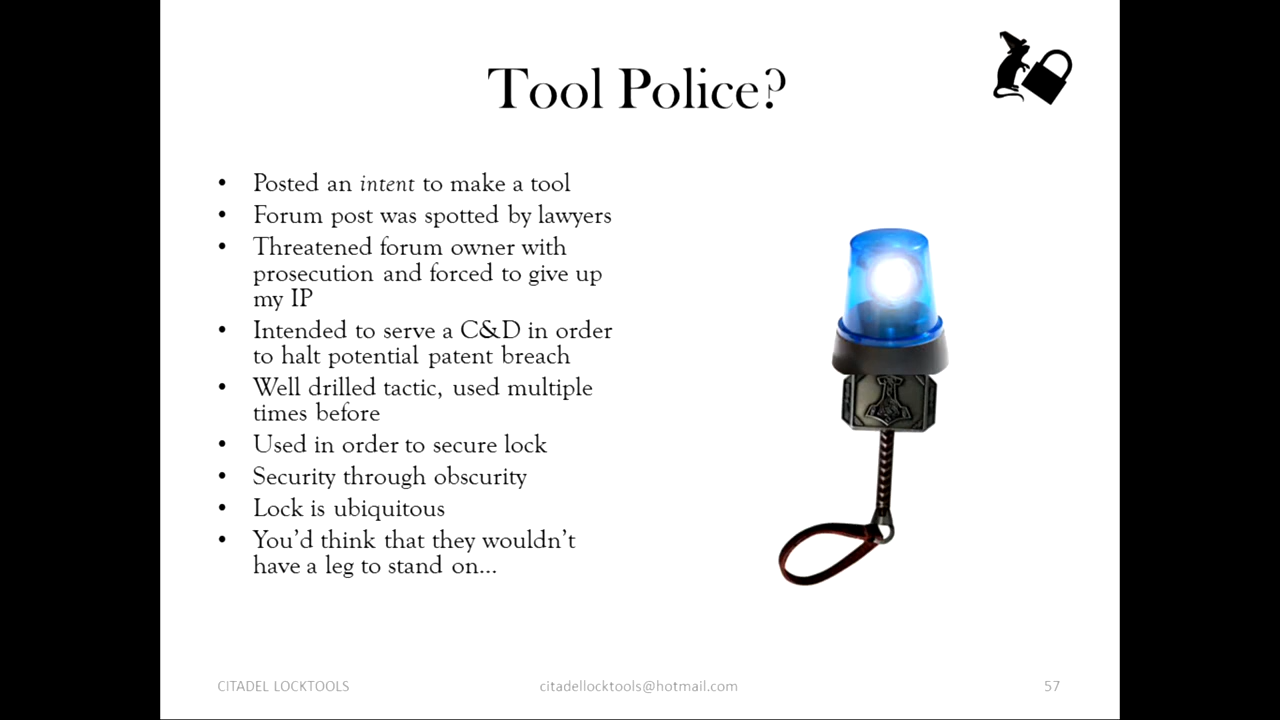 Tool Police?
• Posted an intent to make a tool
• Forum post was spotted by lawyers
• Threatened forum owner with
prosecution and forced to give up
my IP
• Intended to serve a C&D in order
to halt potential patent breach
• Well drilled tactic, used multiple
times before
• Used in order to secure lock
• Security through obscurity
• Lock is ubiquitous
• You'd think that they wouldn't
have a leg to stand on...
CITADEL LOCKTOOLS
citadellocktools@hotmail.com
57